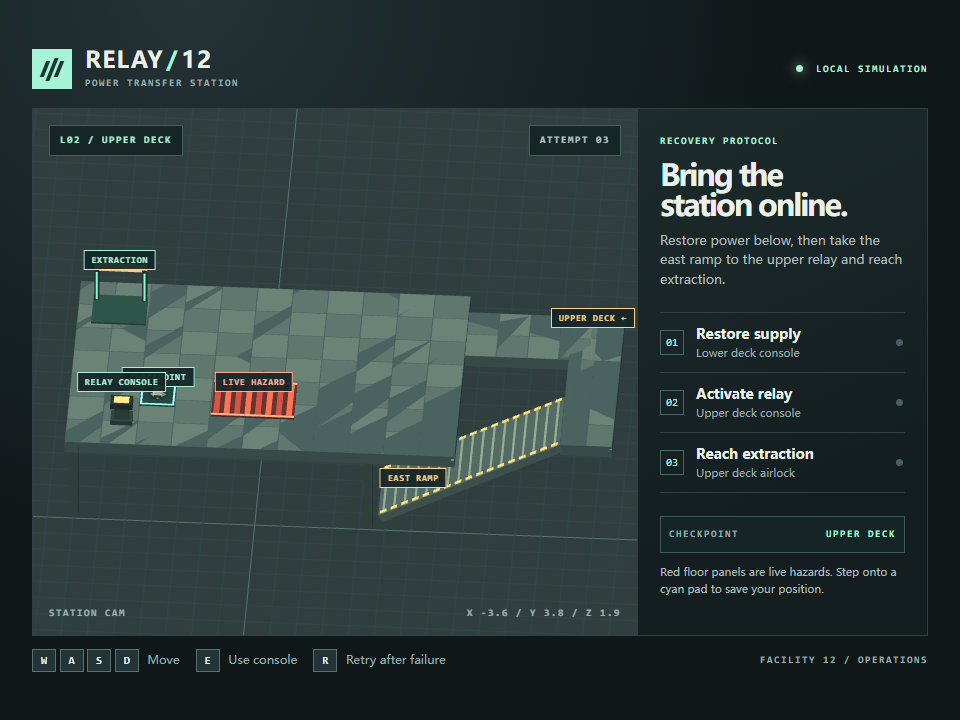 RELAY/12
POWER TRANSFER STATION
LOCAL SIMULATION
L02 / UPPER DECK
ATTEMPT 03
EXTRACTION
UPPER DECK ←
RELAY CONSOLE
LIVE HAZARD
EAST RAMP
STATION CAM
X -3.6 / Y 3.8 / Z 1.9
RECOVERY PROTOCOL
Bring the
station online.
Restore power below, then take the
east ramp to the upper relay and reach
extraction.
01
Restore supply
Lower deck console
02
Activate relay
Upper deck console
03
Reach extraction
Upper deck airlock
CHECKPOINT
UPPER DECK
Red floor panels are live hazards. Step onto a
cyan pad to save your position.
W A S D Move E Use console R Retry after failure
FACILITY 12 / OPERATIONS